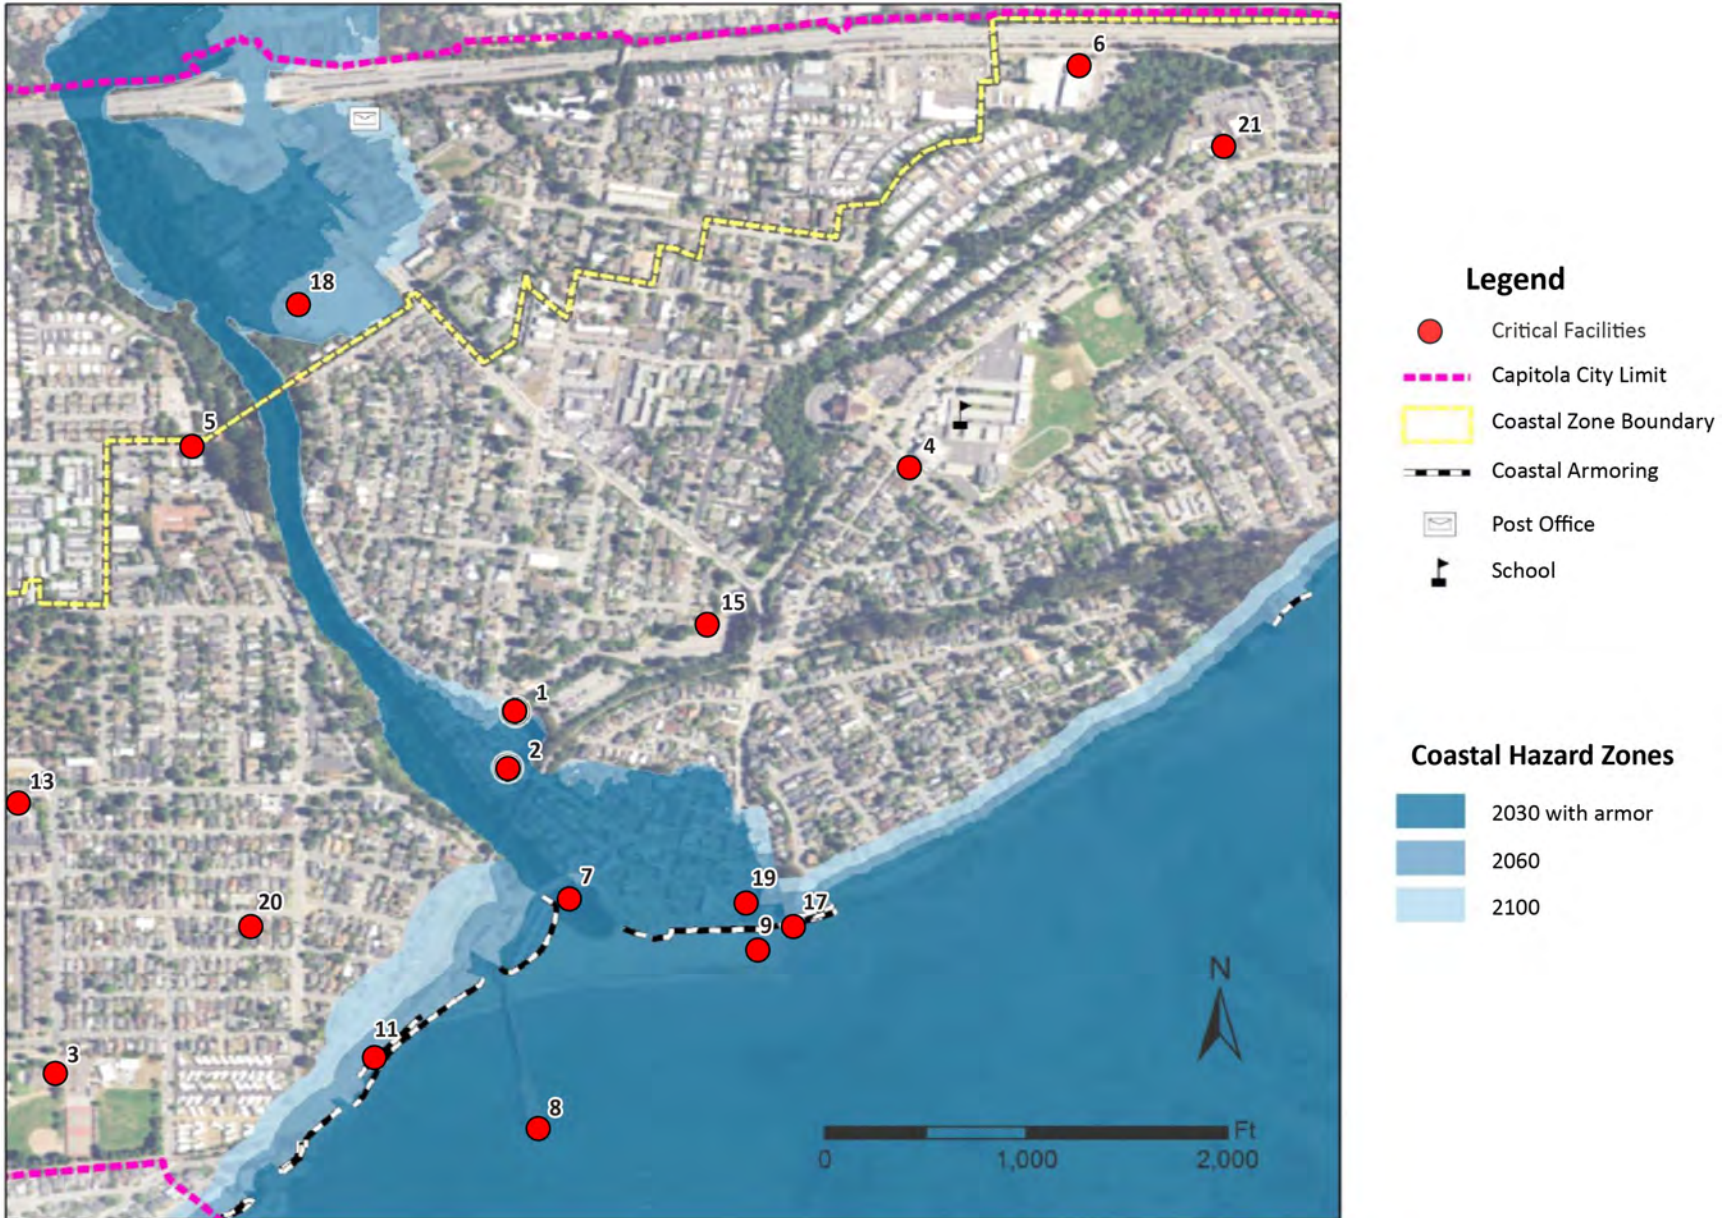 6
21
18
5
4
15
1
2
13
7
19
17
20
9
11
3
8
N
Ft
0 1,000 2,000
Legend
Critical Facilities
Capitola City Limit
Coastal Zone Boundary
Coastal Armoring
Post Office
School
Coastal Hazard Zones
2030 with armor
2060
2100